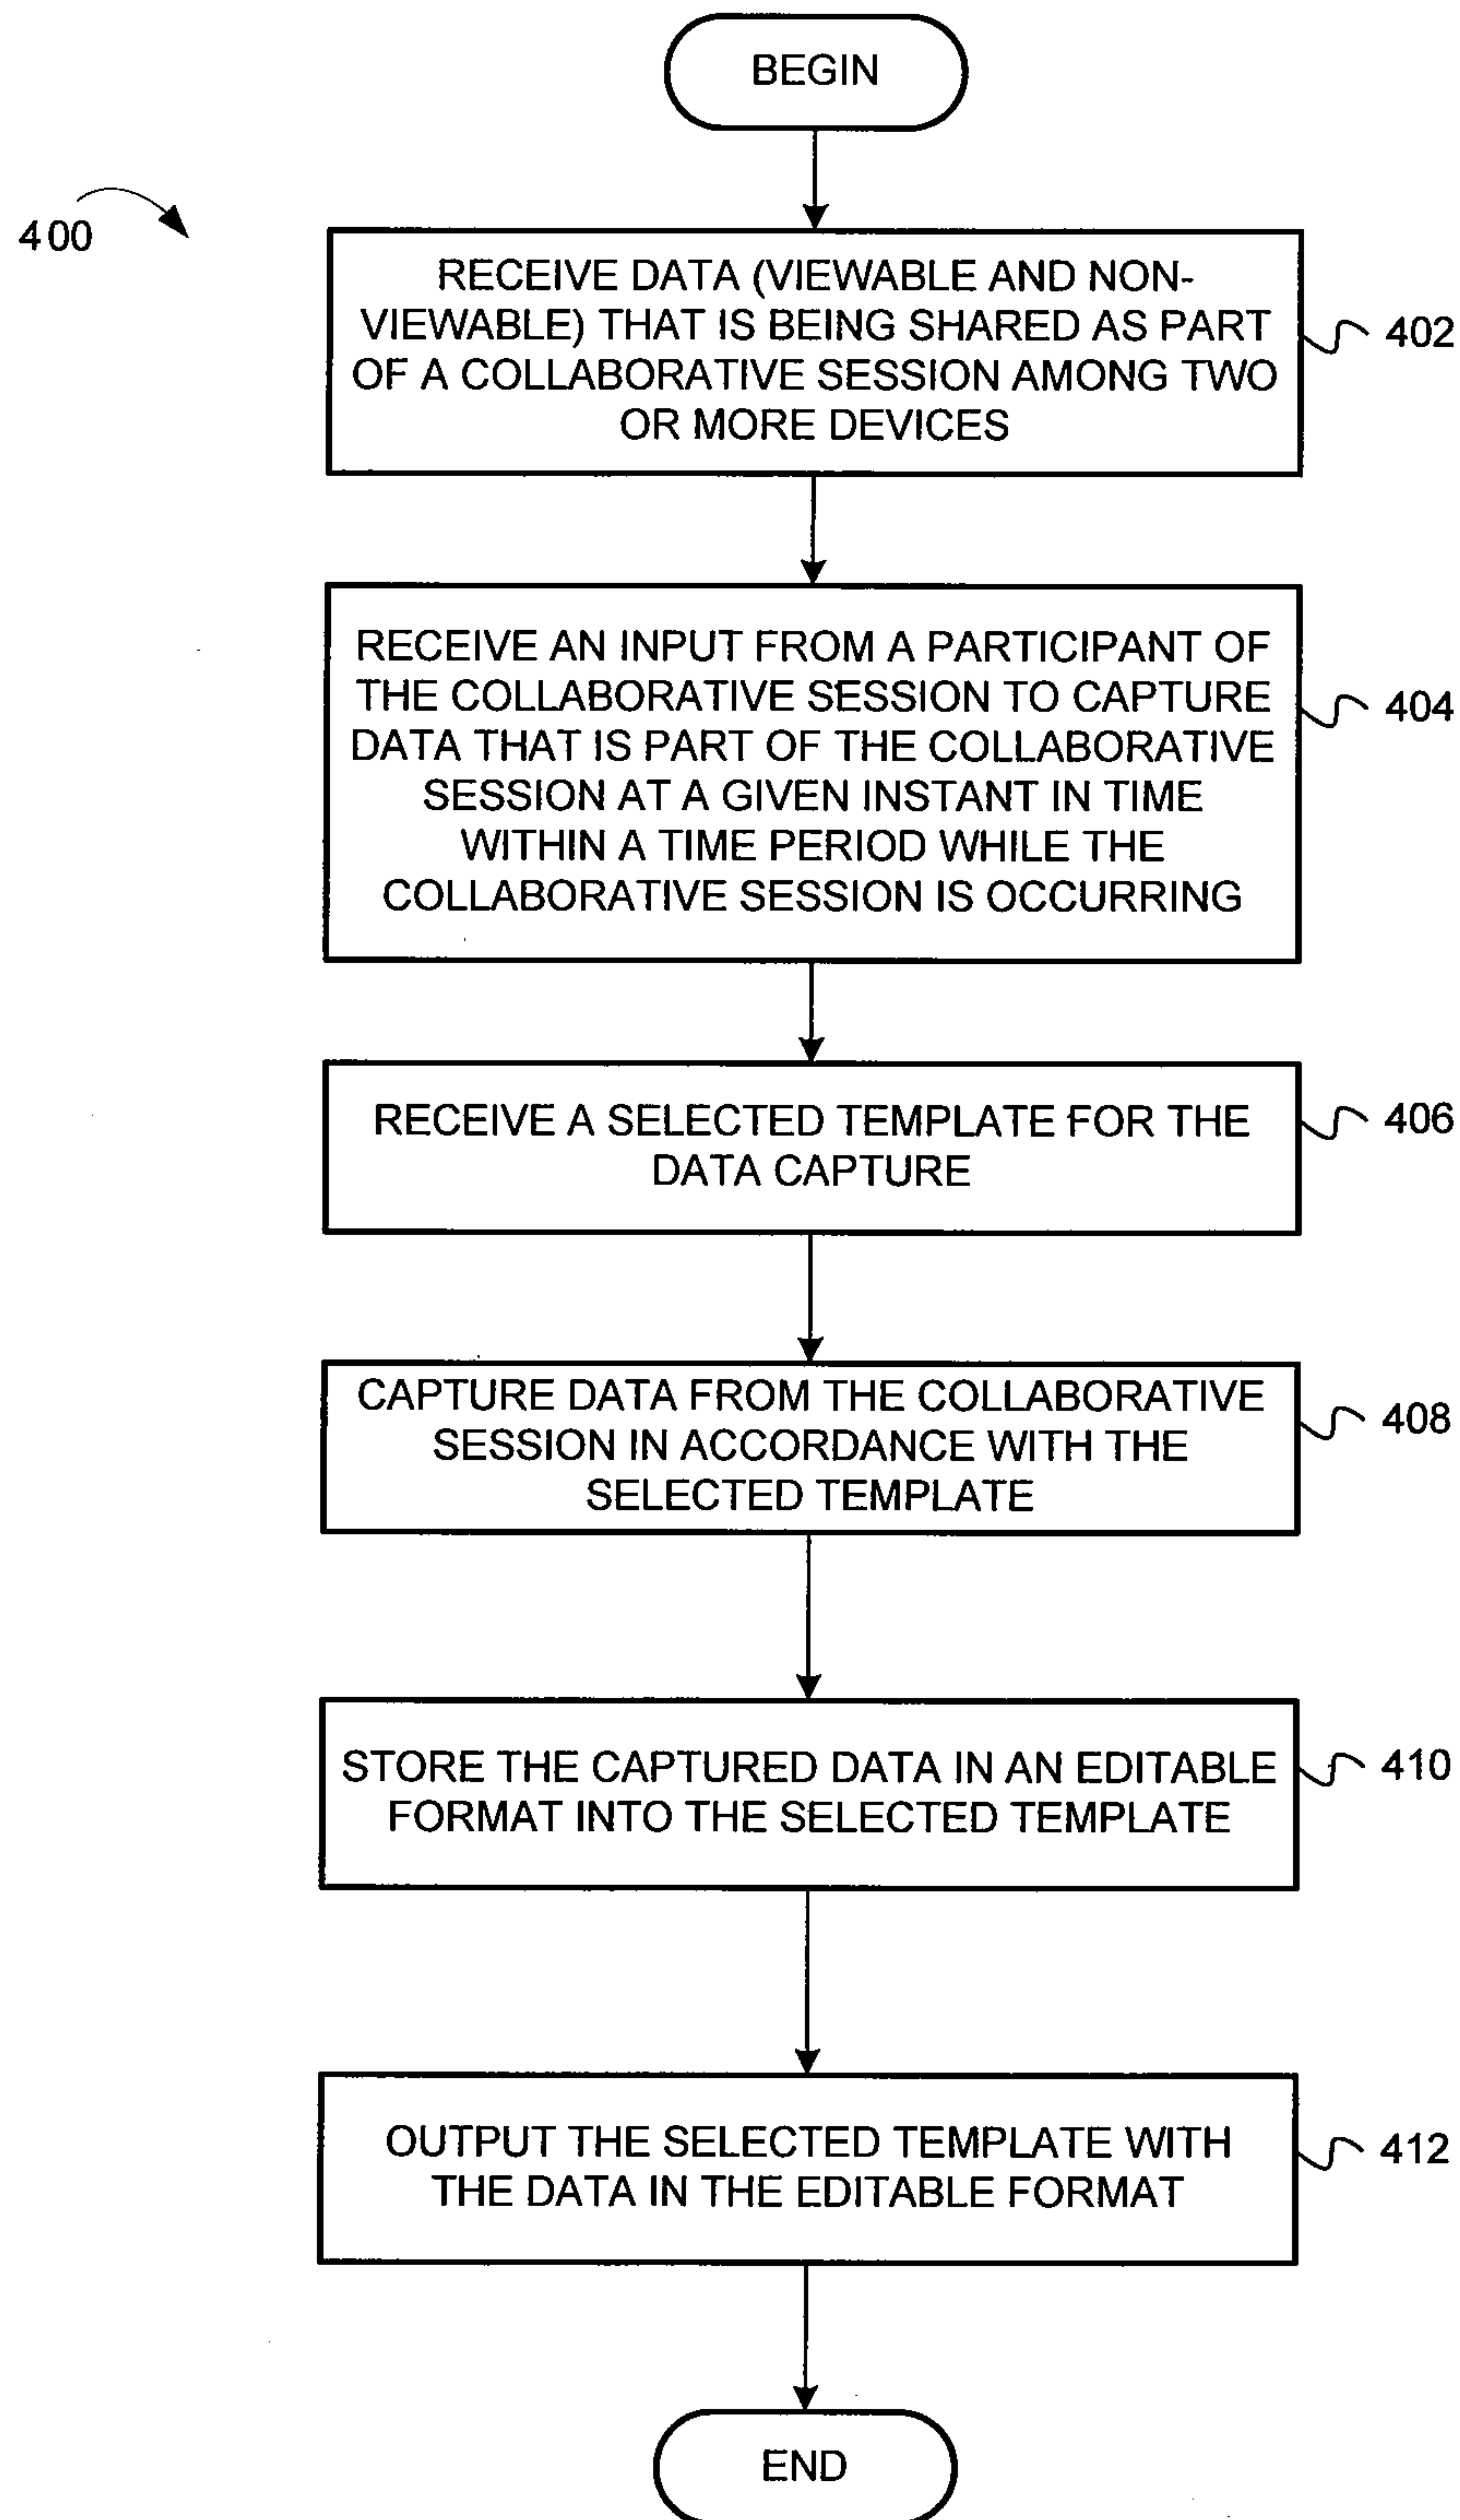 BEGIN
400
RECEIVE DATA (VIEWABLE AND NON-
VIEWABLE) THAT IS BEING SHARED AS PART
OF A COLLABORATIVE SESSION AMONG TWO
OR MORE DEVICES
402
RECEIVE AN INPUT FROM A PARTICIPANT OF
THE COLLABORATIVE SESSION TO CAPTURE
DATA THAT IS PART OF THE COLLABORATIVE
SESSION AT A GIVEN INSTANT IN TIME
WITHIN A TIME PERIOD WHILE THE
COLLABORATIVE SESSION IS OCCURRING
404
RECEIVE A SELECTED TEMPLATE FOR THE
DATA CAPTURE
406
CAPTURE DATA FROM THE COLLABORATIVE
SESSION IN ACCORDANCE WITH THE
SELECTED TEMPLATE
408
STORE THE CAPTURED DATA IN AN EDITABLE
FORMAT INTO THE SELECTED TEMPLATE
410
OUTPUT THE SELECTED TEMPLATE WITH
THE DATA IN THE EDITABLE FORMAT
412
END